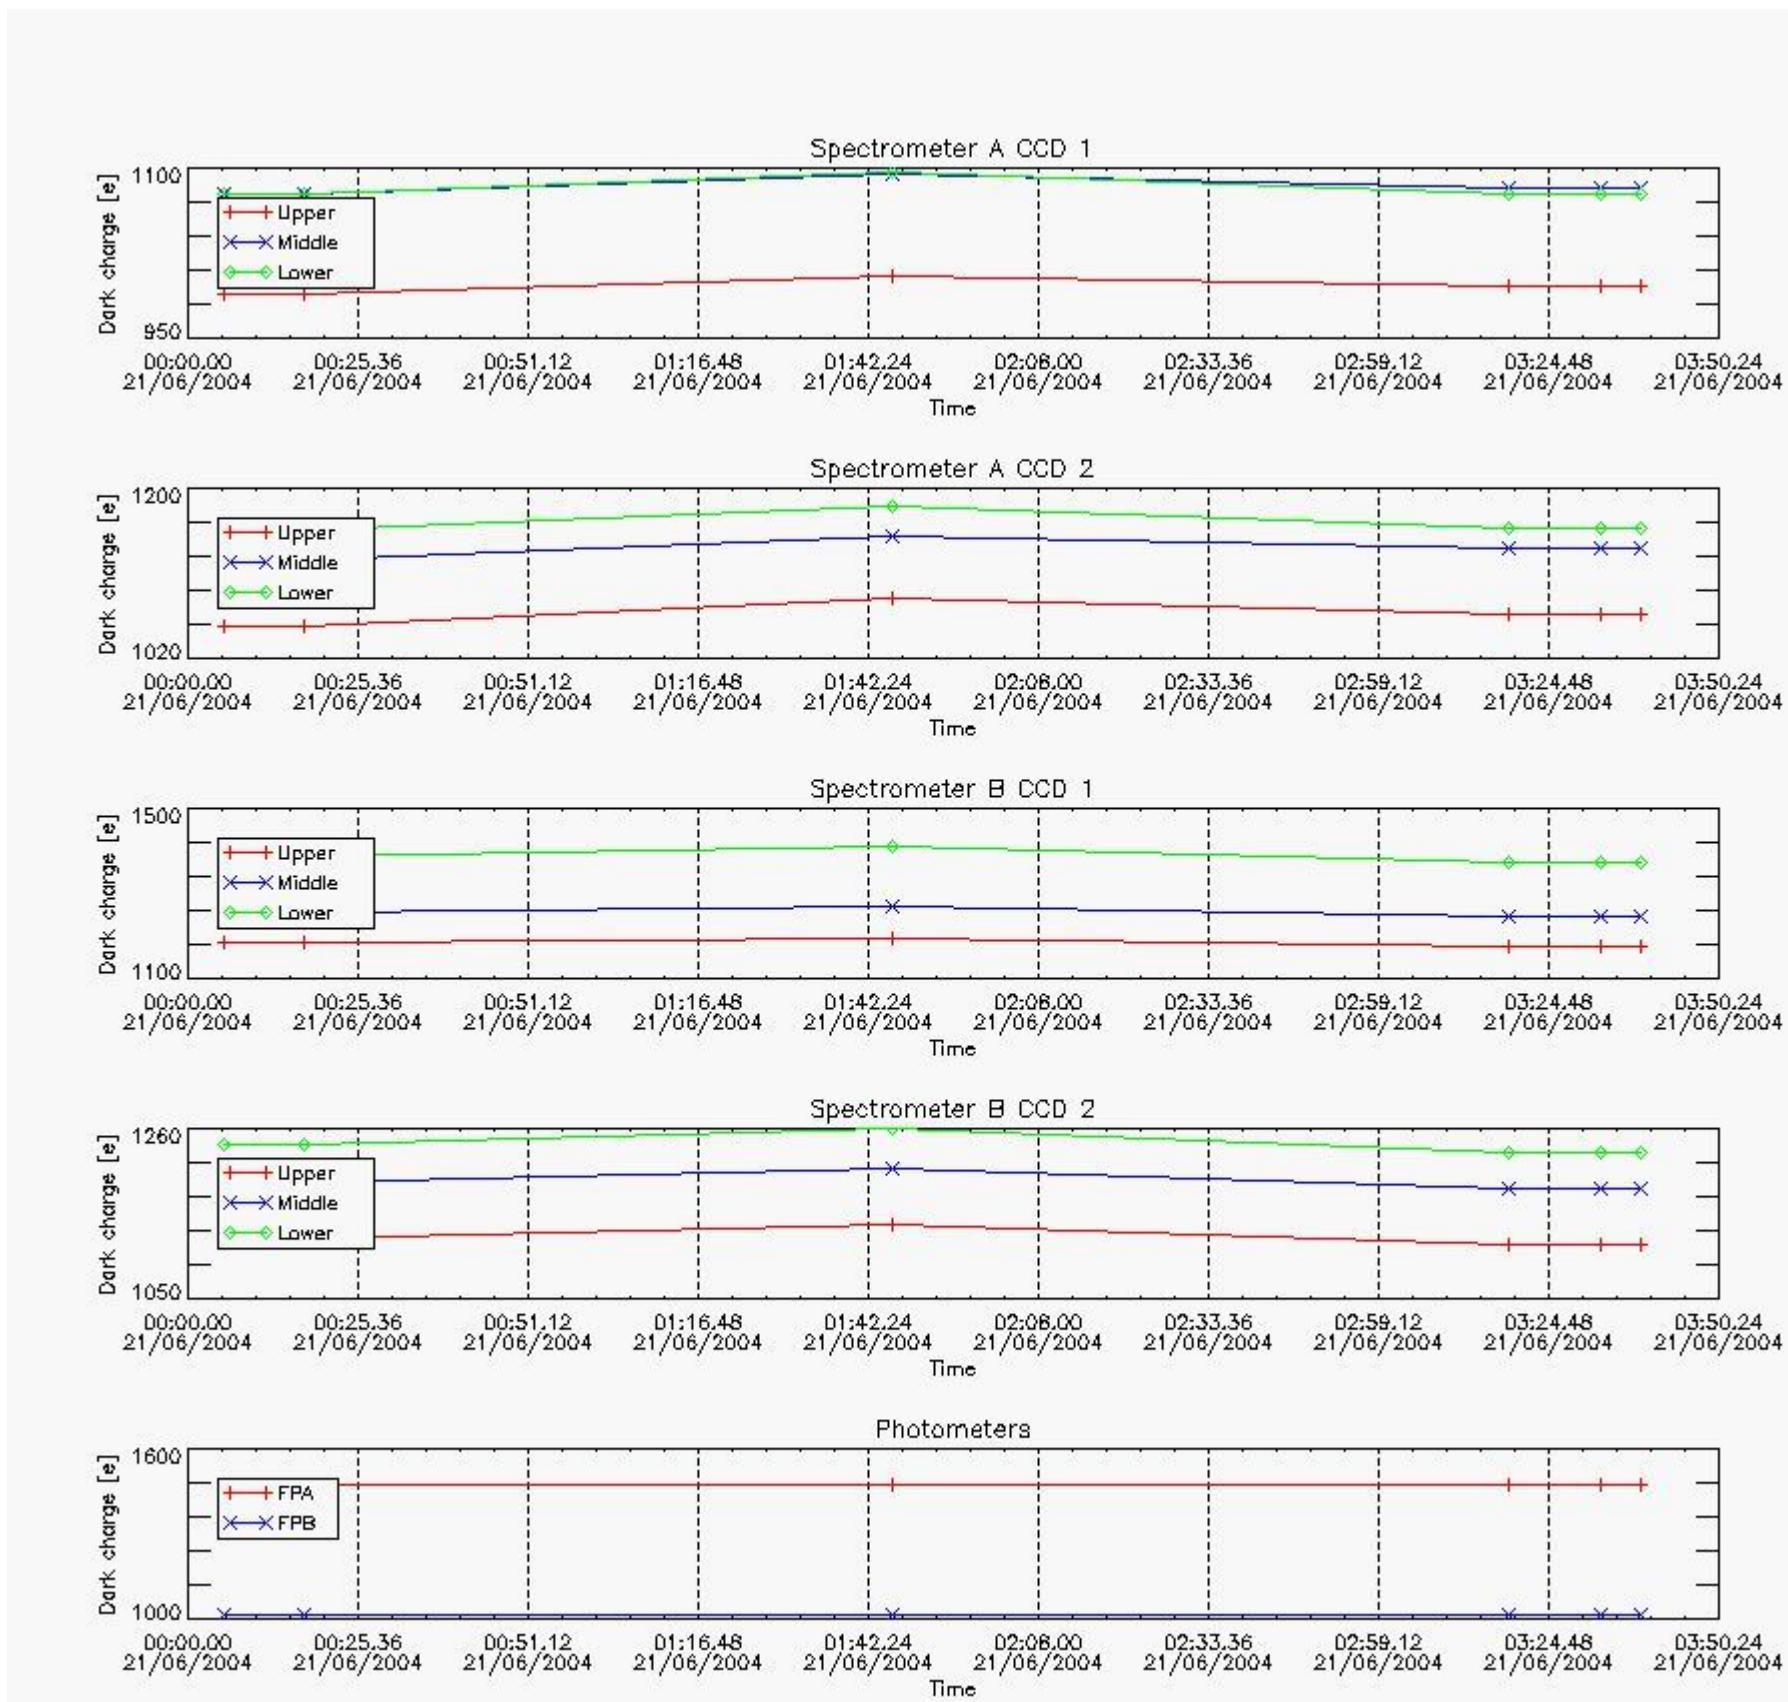 Spectrometer A CCD 1
1100
Dark charge [e]
Upper
Middle
Lower
950
00:00.00 00:25.36 00:51.12 01:16.48 01:42.24 02:08.00 02:33.36 02:59.12 03:24.48 03:50.24
21/06/2004 21/06/2004 21/06/2004 21/06/2004 21/06/2004 21/06/2004 21/06/2004 21/06/2004 21/06/2004 21/06/2004
Time
Spectrometer A CCD 2
1200
Dark charge [e]
Upper
Middle
Lower
1020
00:00.00 00:25.36 00:51.12 01:16.48 01:42.24 02:08.00 02:33.36 02:59.12 03:24.48 03:50.24
21/06/2004 21/06/2004 21/06/2004 21/06/2004 21/06/2004 21/06/2004 21/06/2004 21/06/2004 21/06/2004 21/06/2004
Time
Spectrometer B CCD 1
1500
Dark charge [e]
Upper
Middle
Lower
1100
00:00.00 00:25.36 00:51.12 01:16.48 01:42.24 02:08.00 02:33.36 02:59.12 03:24.48 03:50.24
21/06/2004 21/06/2004 21/06/2004 21/06/2004 21/06/2004 21/06/2004 21/06/2004 21/06/2004 21/06/2004 21/06/2004
Time
Spectrometer B CCD 2
1260
Dark charge [e]
Upper
Middle
Lower
1050
00:00.00 00:25.36 00:51.12 01:16.48 01:42.24 02:08.00 02:33.36 02:59.12 03:24.48 03:50.24
21/06/2004 21/06/2004 21/06/2004 21/06/2004 21/06/2004 21/06/2004 21/06/2004 21/06/2004 21/06/2004 21/06/2004
Time
Photometers
1600
Dark charge [e]
FPA
FPB
1000
00:00.00 00:25.36 00:51.12 01:16.48 01:42.24 02:08.00 02:33.36 02:59.12 03:24.48 03:50.24
21/06/2004 21/06/2004 21/06/2004 21/06/2004 21/06/2004 21/06/2004 21/06/2004 21/06/2004 21/06/2004 21/06/2004
Time